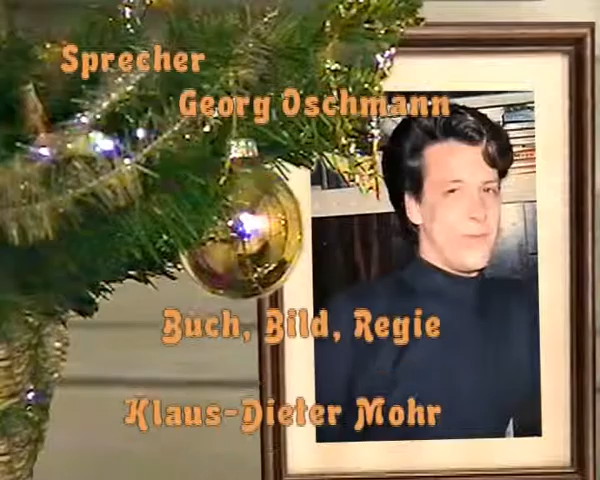 Sprecher
Georg Oschmann
Buch, Bild, Regie
Klaus-Dieter Mohr